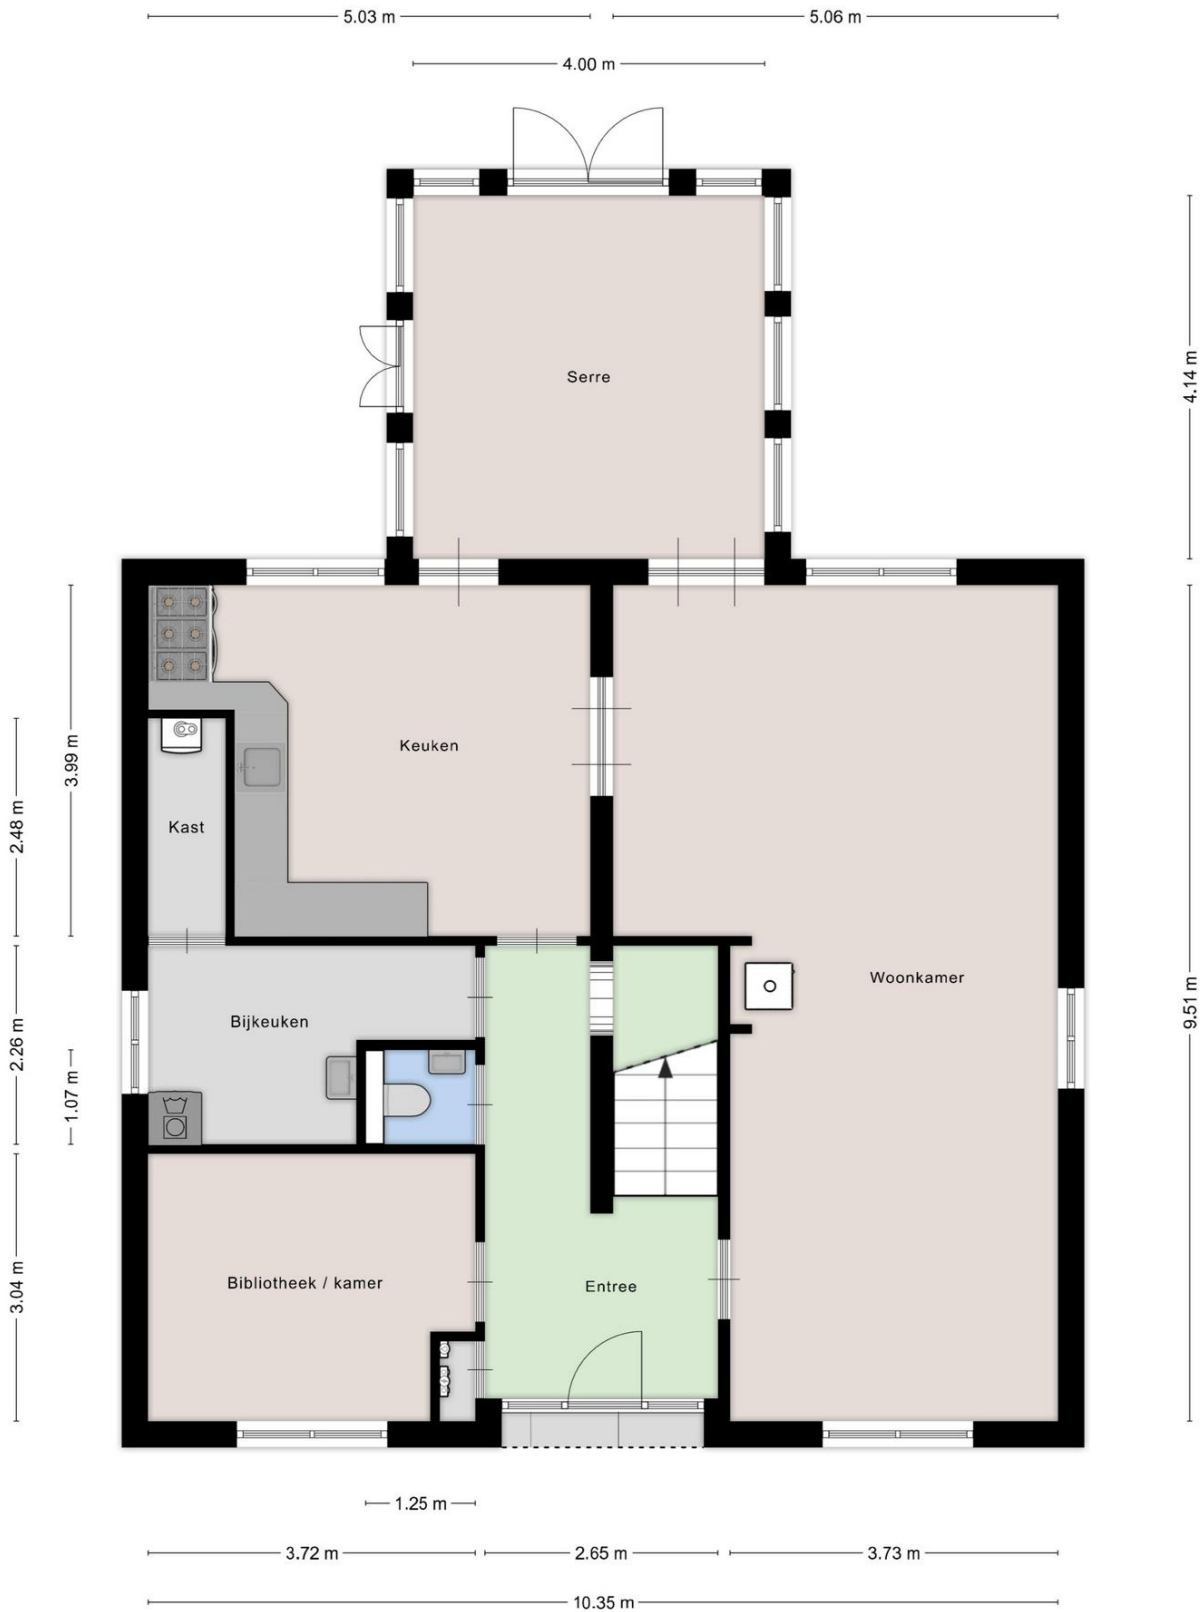 5.03 m
5.06 m
4.00 m
Serre
4.14 m
Keuken
3.99 m
2.48 m
Kast
Woonkamer
9.51 m
Bijkeuken
2.26 m
1.07 m
Bibliotheek / kamer
Entree
3.04 m
1.25 m
3.72 m
2.65 m
3.73 m
10.35 m